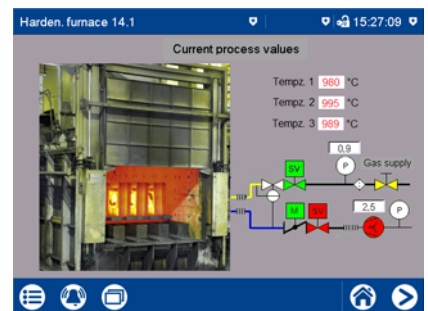 Harden. furnace 14.1
15:27:09
Current process values
Tempz. 1 980 °C
Tempz. 2 995 °C
Tempz. 3 989 °C
0,9
SV
P
Gas supply
M
SV
2,5
P